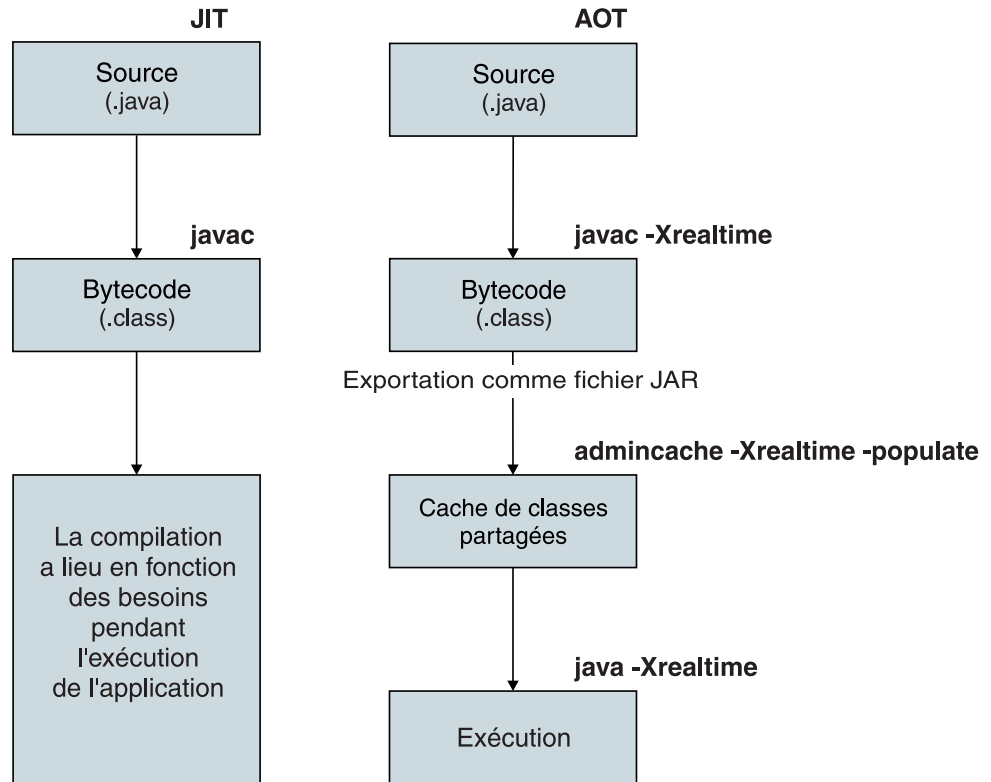 JIT
Source
(.java)
javac
Bytecode
(.class)
La compilation
a lieu en fonction
des besoins
pendant
l'exécution
de l'application
AOT
Source
(.java)
javac -Xrealtime
Bytecode
(.class)
Exportation comme fichier JAR
admincache -Xrealtime -populate
Cache de classes
partagées
java -Xrealtime
Exécution